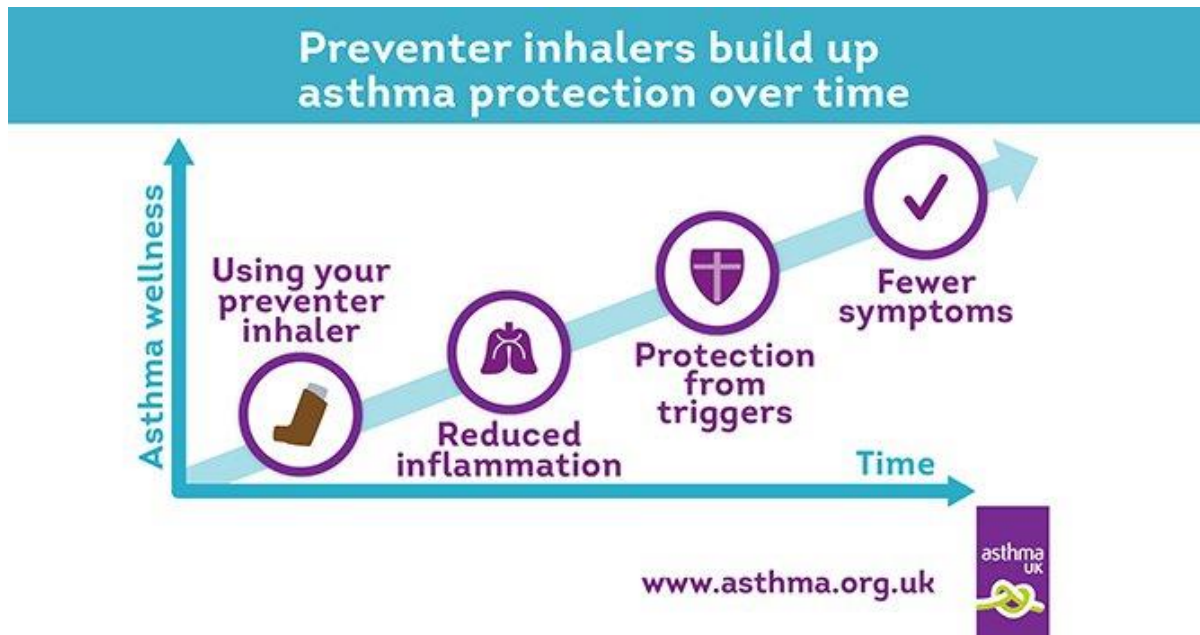 Preventer inhalers build up
asthma protection over time
Asthma wellness
Using your
preventer
inhaler
Reduced
inflammation
Protection
from
triggers
Fewer
symptoms
Time
www.asthma.org.uk
asthma
UK